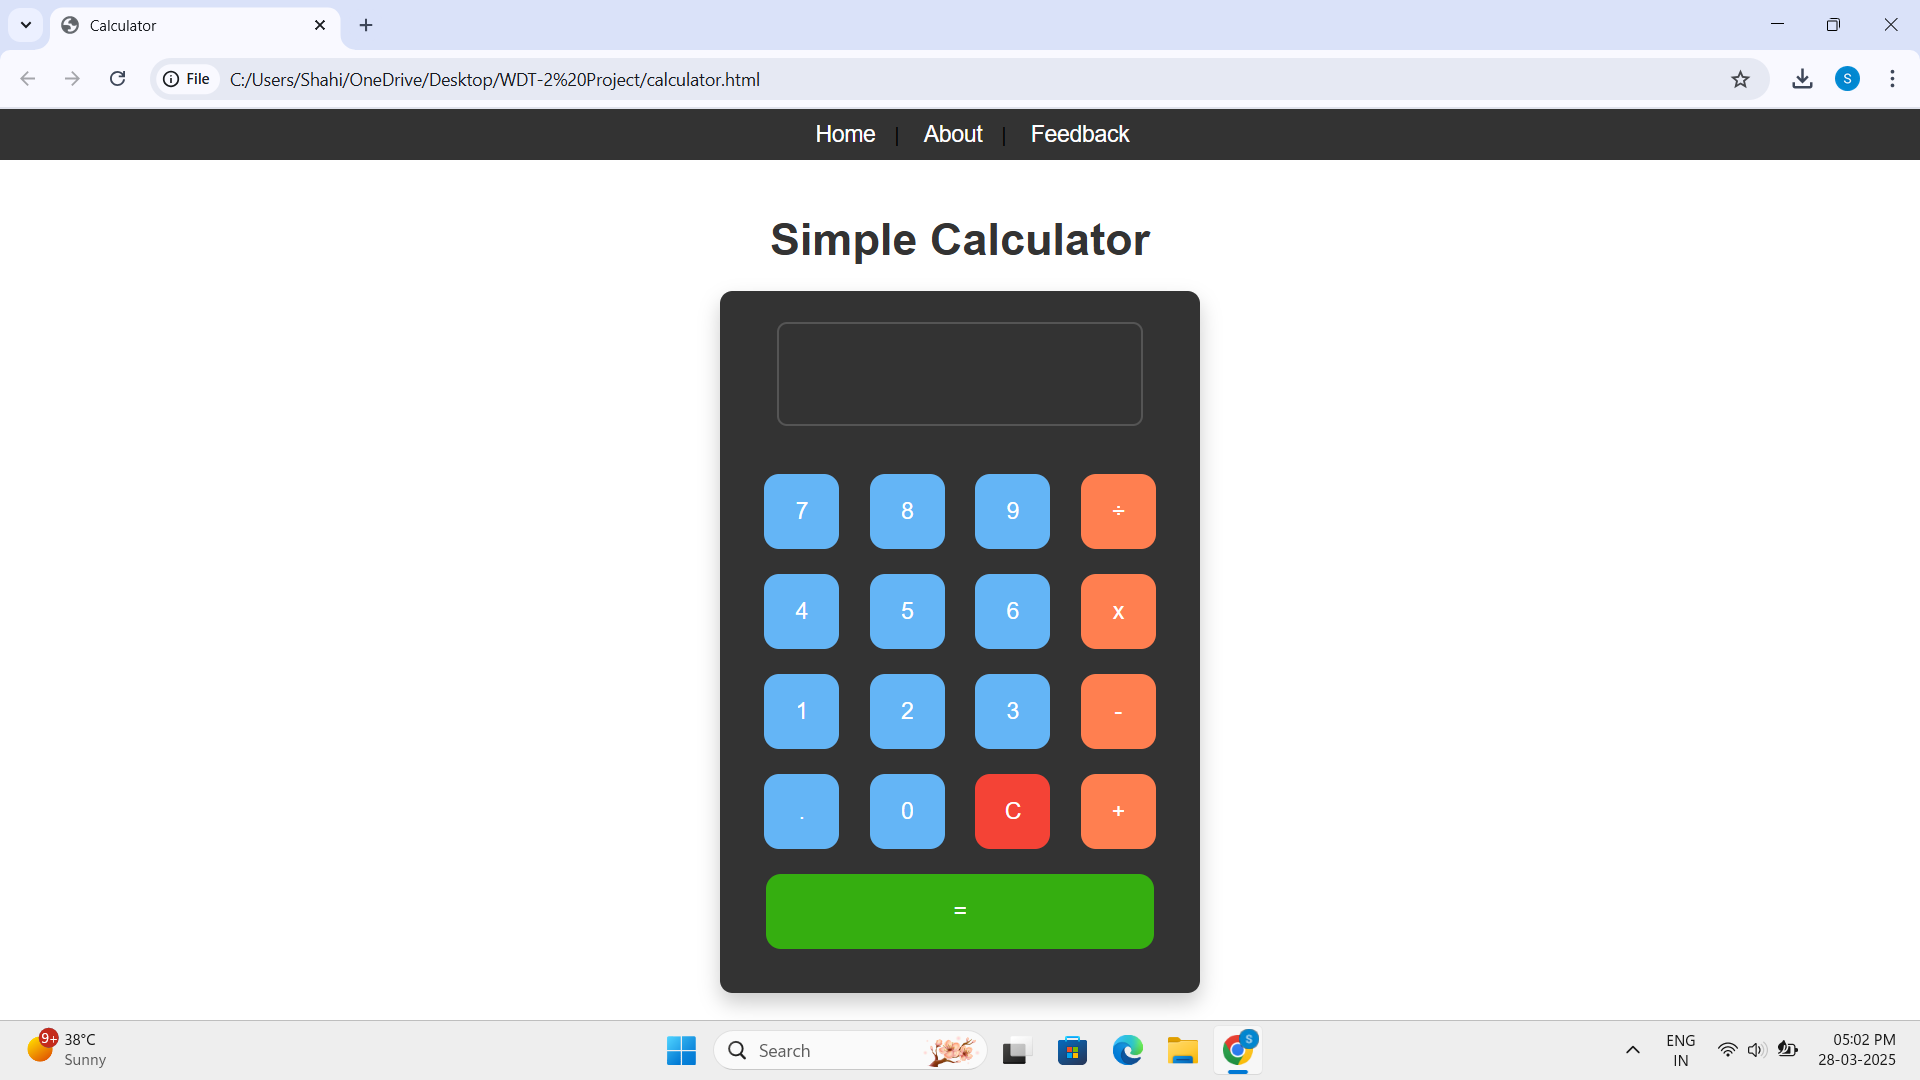 Calculator
File C:/Users/Shahi/OneDrive/Desktop/WDT-2%20Project/calculator.html
S
Home | About | Feedback
Simple Calculator
7 8 9 ÷
4 5 6 x
1 2 3 -
. 0 C +
=
9+ 38°C
Sunny
Search
S
ENG
IN
05:02 PM
28-03-2025